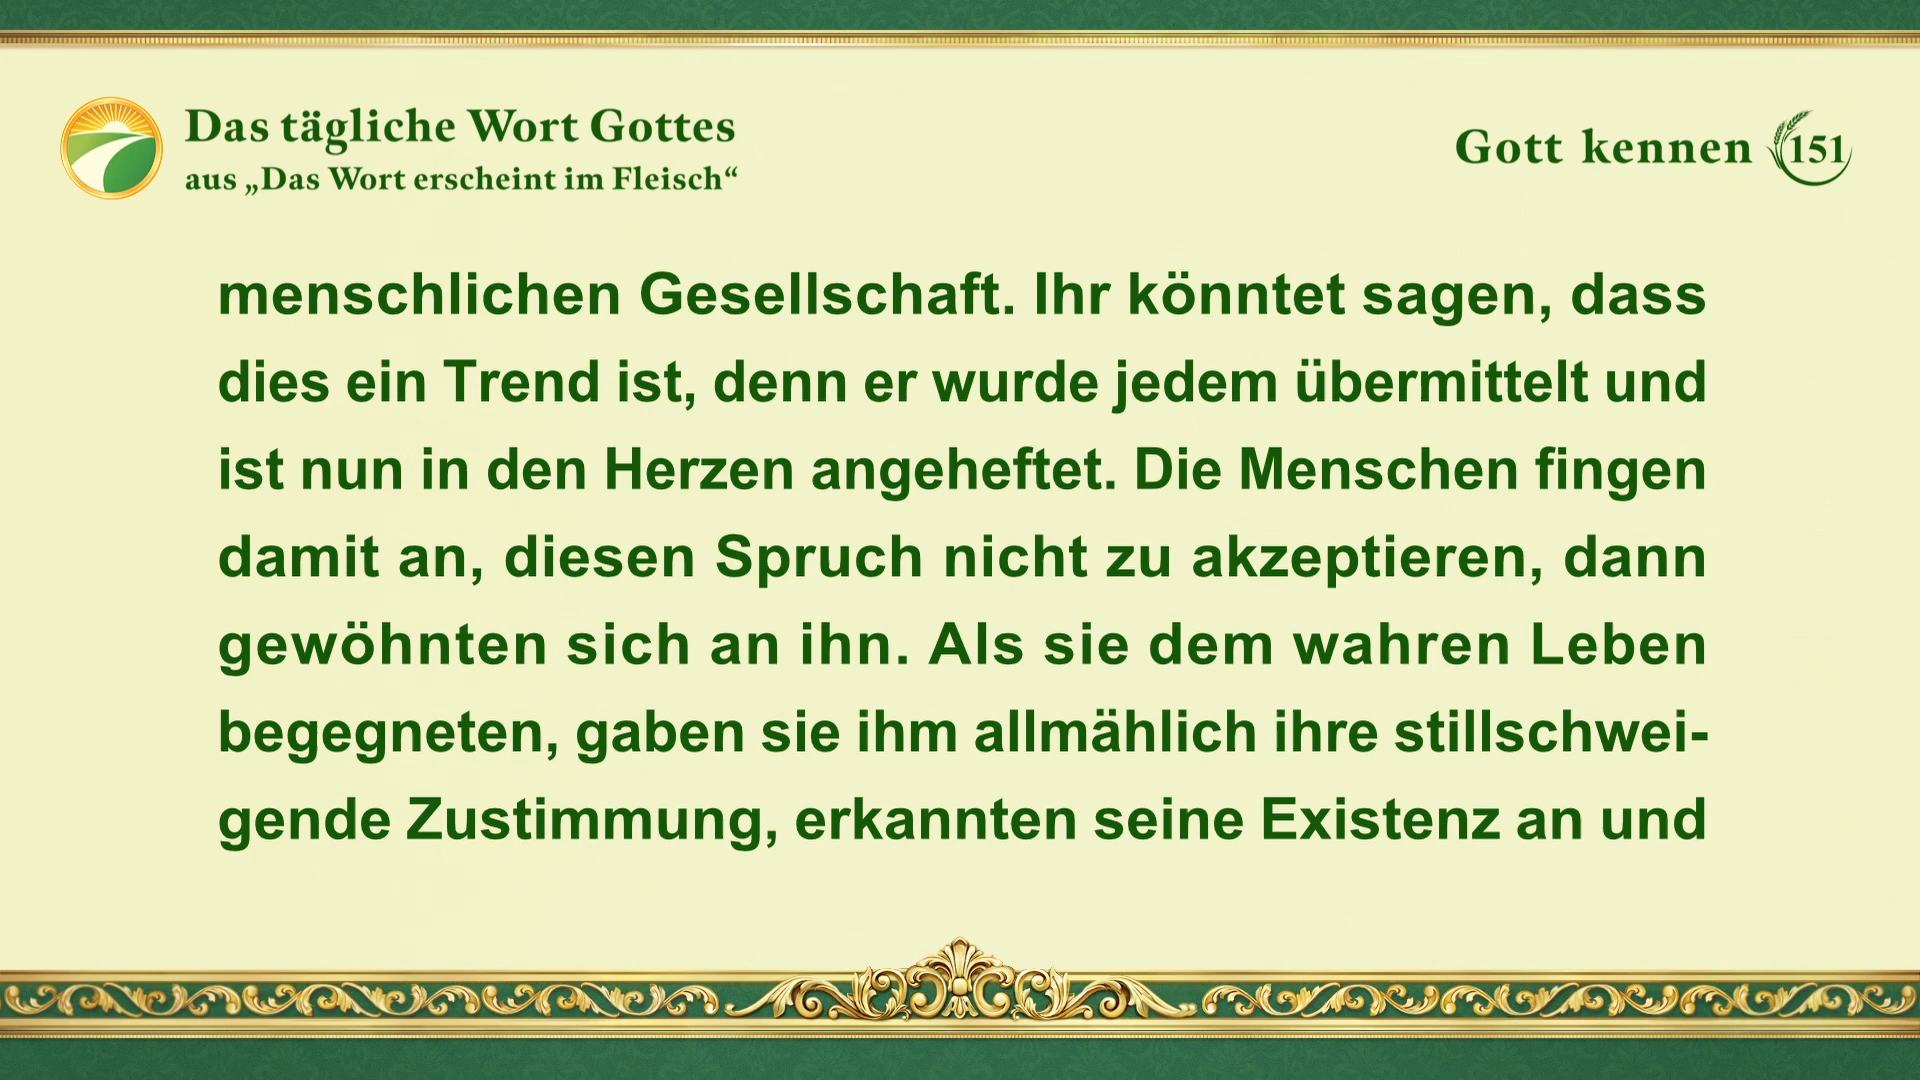 Das tägliche Wort Gottes
aus „Das Wort erscheint im Fleisch“
Gott kennen 151
menschlichen Gesellschaft. Ihr könntet sagen, dass
dies ein Trend ist, denn er wurde jedem übermittelt und
ist nun in den Herzen angeheftet. Die Menschen fingen
damit an, diesen Spruch nicht zu akzeptieren, dann
gewöhnten sich an ihn. Als sie dem wahren Leben
begegneten, gaben sie ihm allmählich ihre stillschwei-
gende Zustimmung, erkannten seine Existenz an und